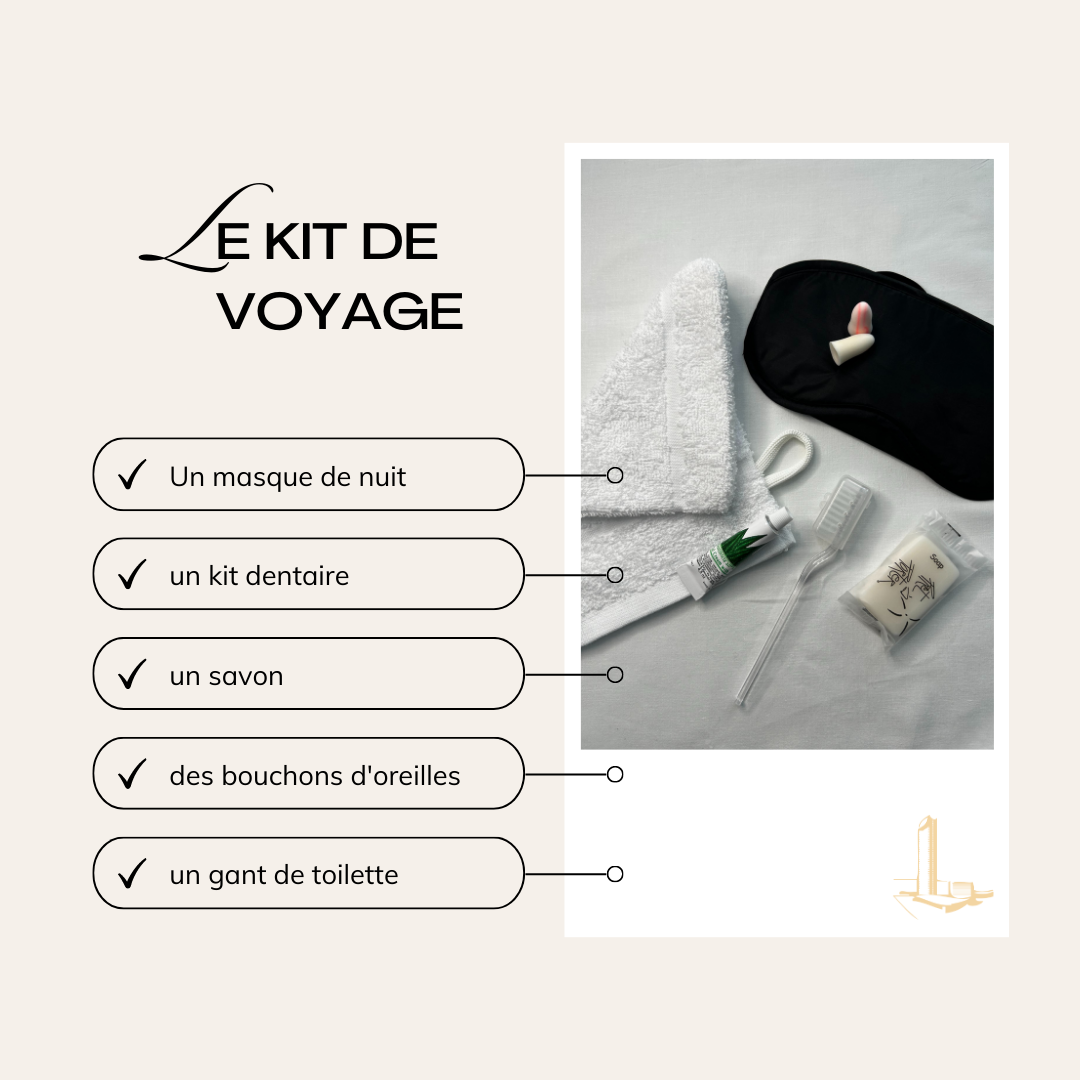 LE KIT DE
VOYAGE
Un masque de nuit
un kit dentaire
un savon
des bouchons d'oreilles
un gant de toilette
Soap